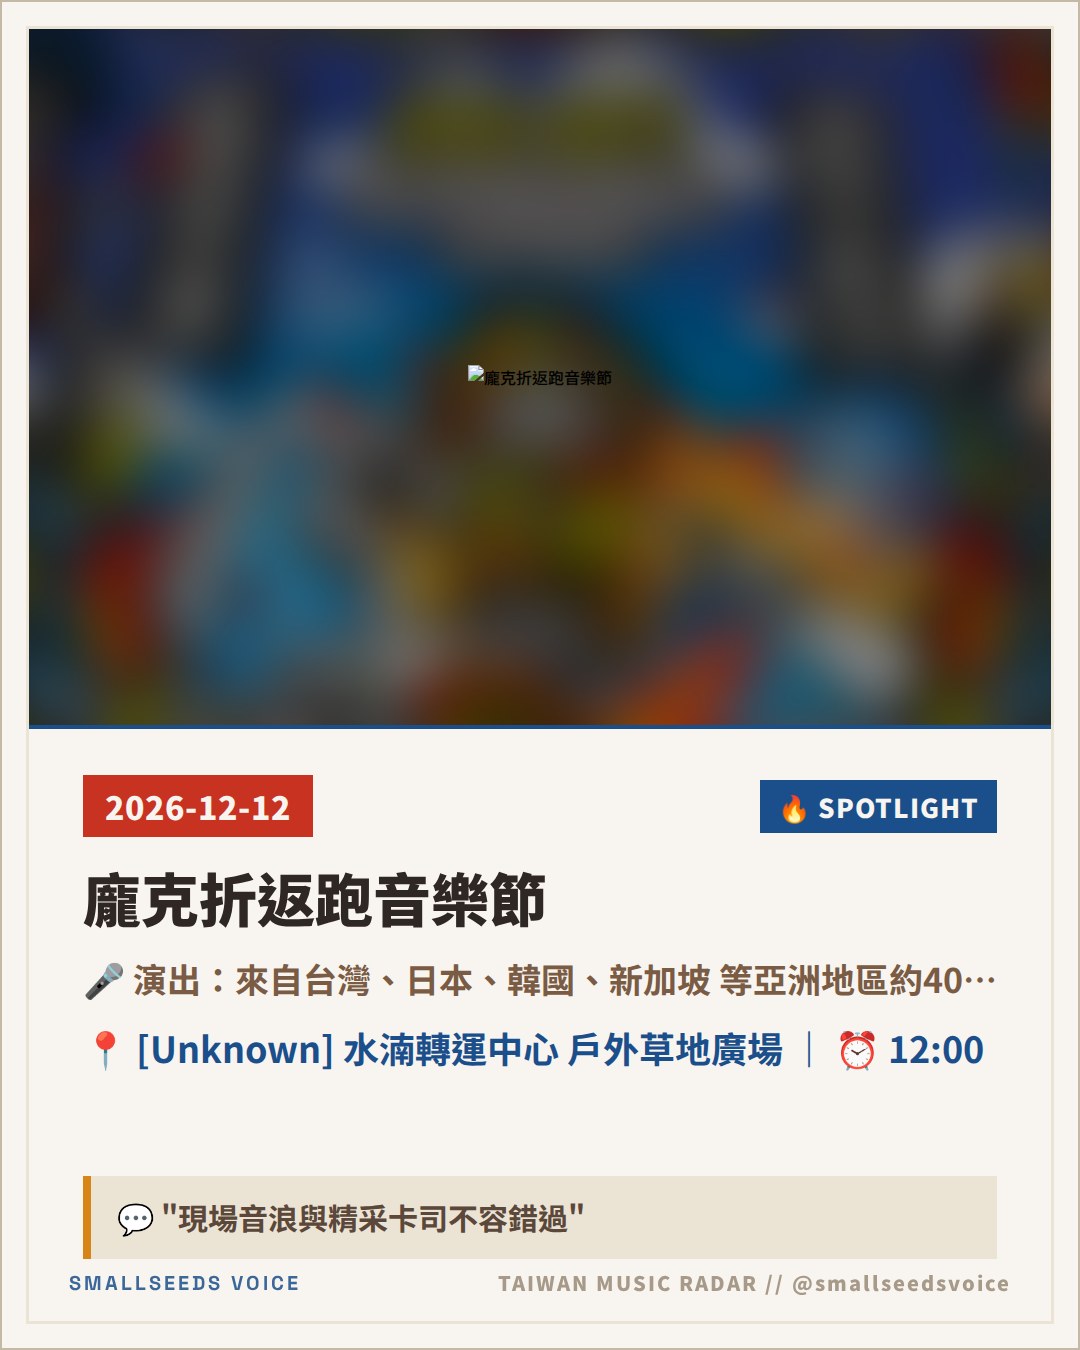 龐克折返跑音樂節
2026-12-12
🔥 SPOTLIGHT
龐克折返跑音樂節
🎤 演出：來自台灣、日本、韓國、新加坡 等亞洲地區約40…
📍 [Unknown] 水湳轉運中心 戶外草地廣場 ｜ ⏰ 12:00
💬 "現場音浪與精采卡司不容錯過"
SMALLSEEDS VOICE
TAIWAN MUSIC RADAR // @smallseedsvoice